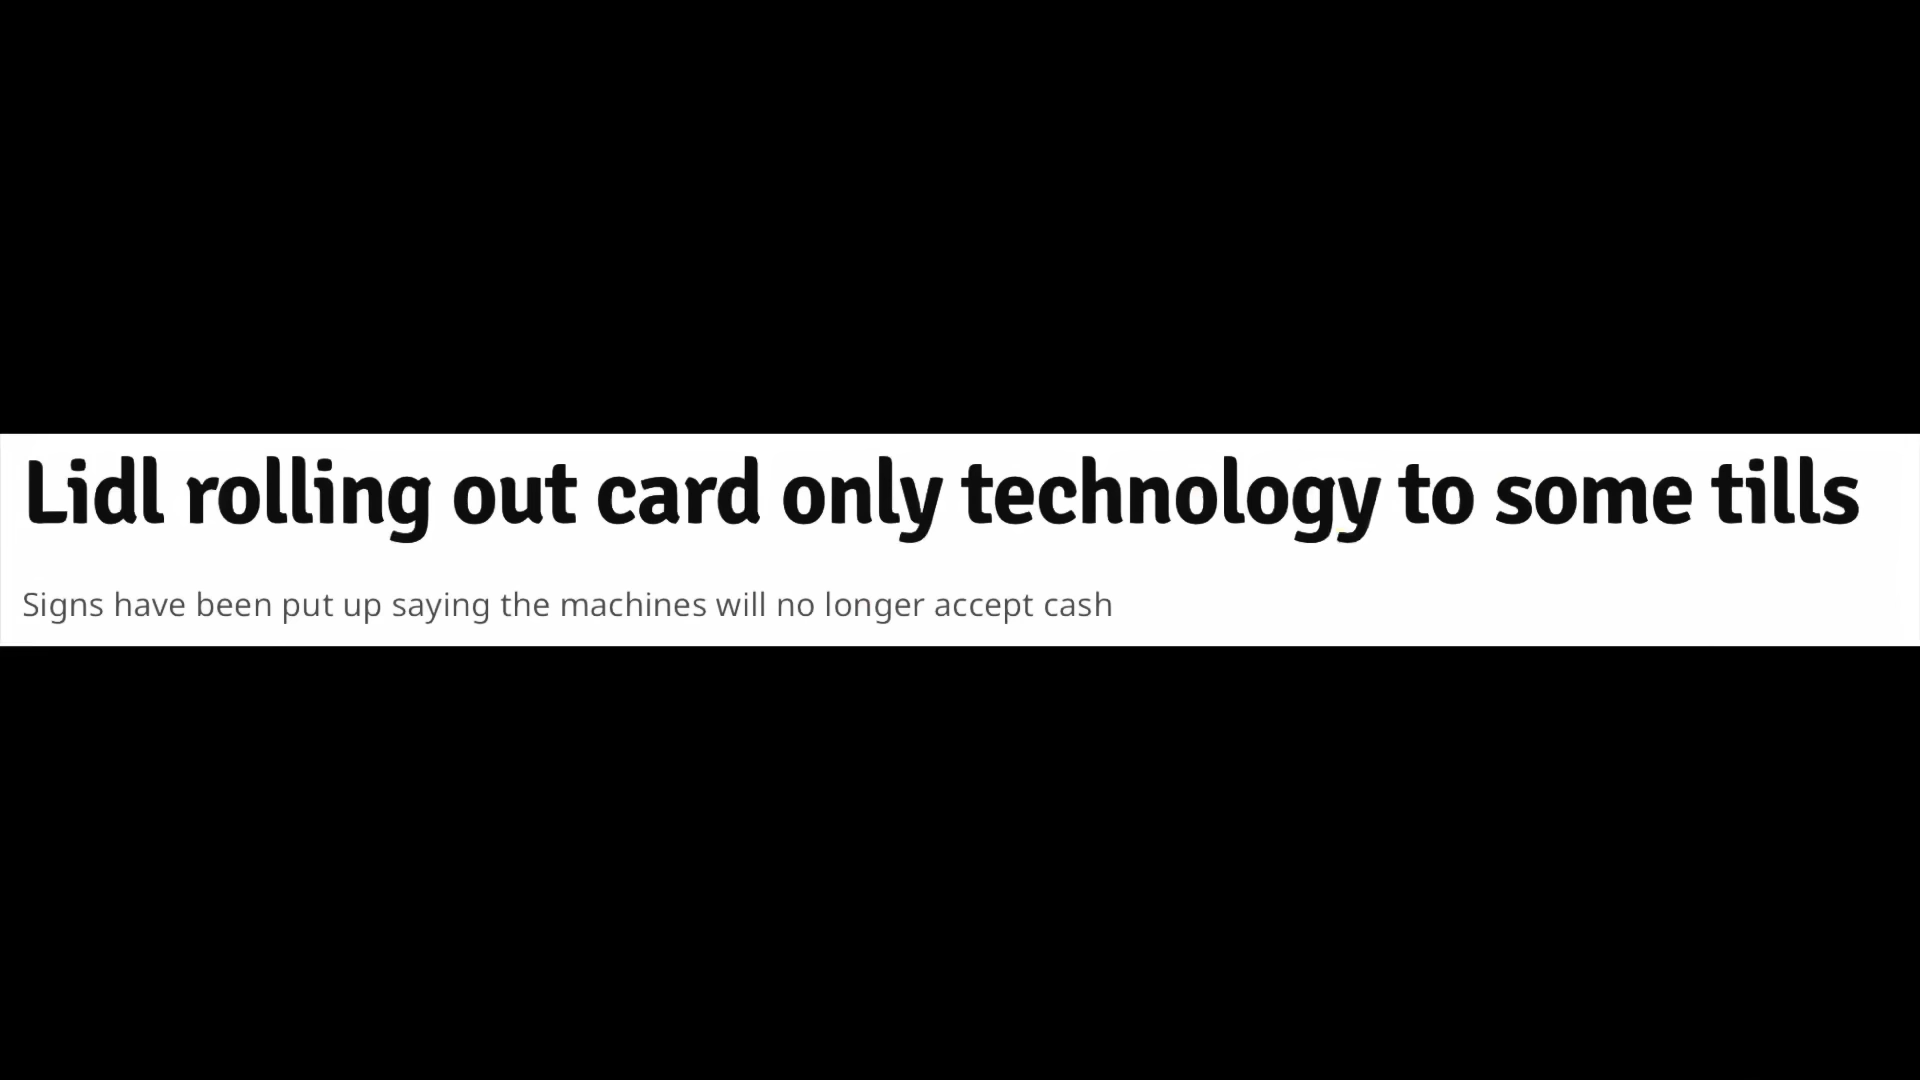 Lidl rolling out card only technology to some tills
Signs have been put up saying the machines will no longer accept cash